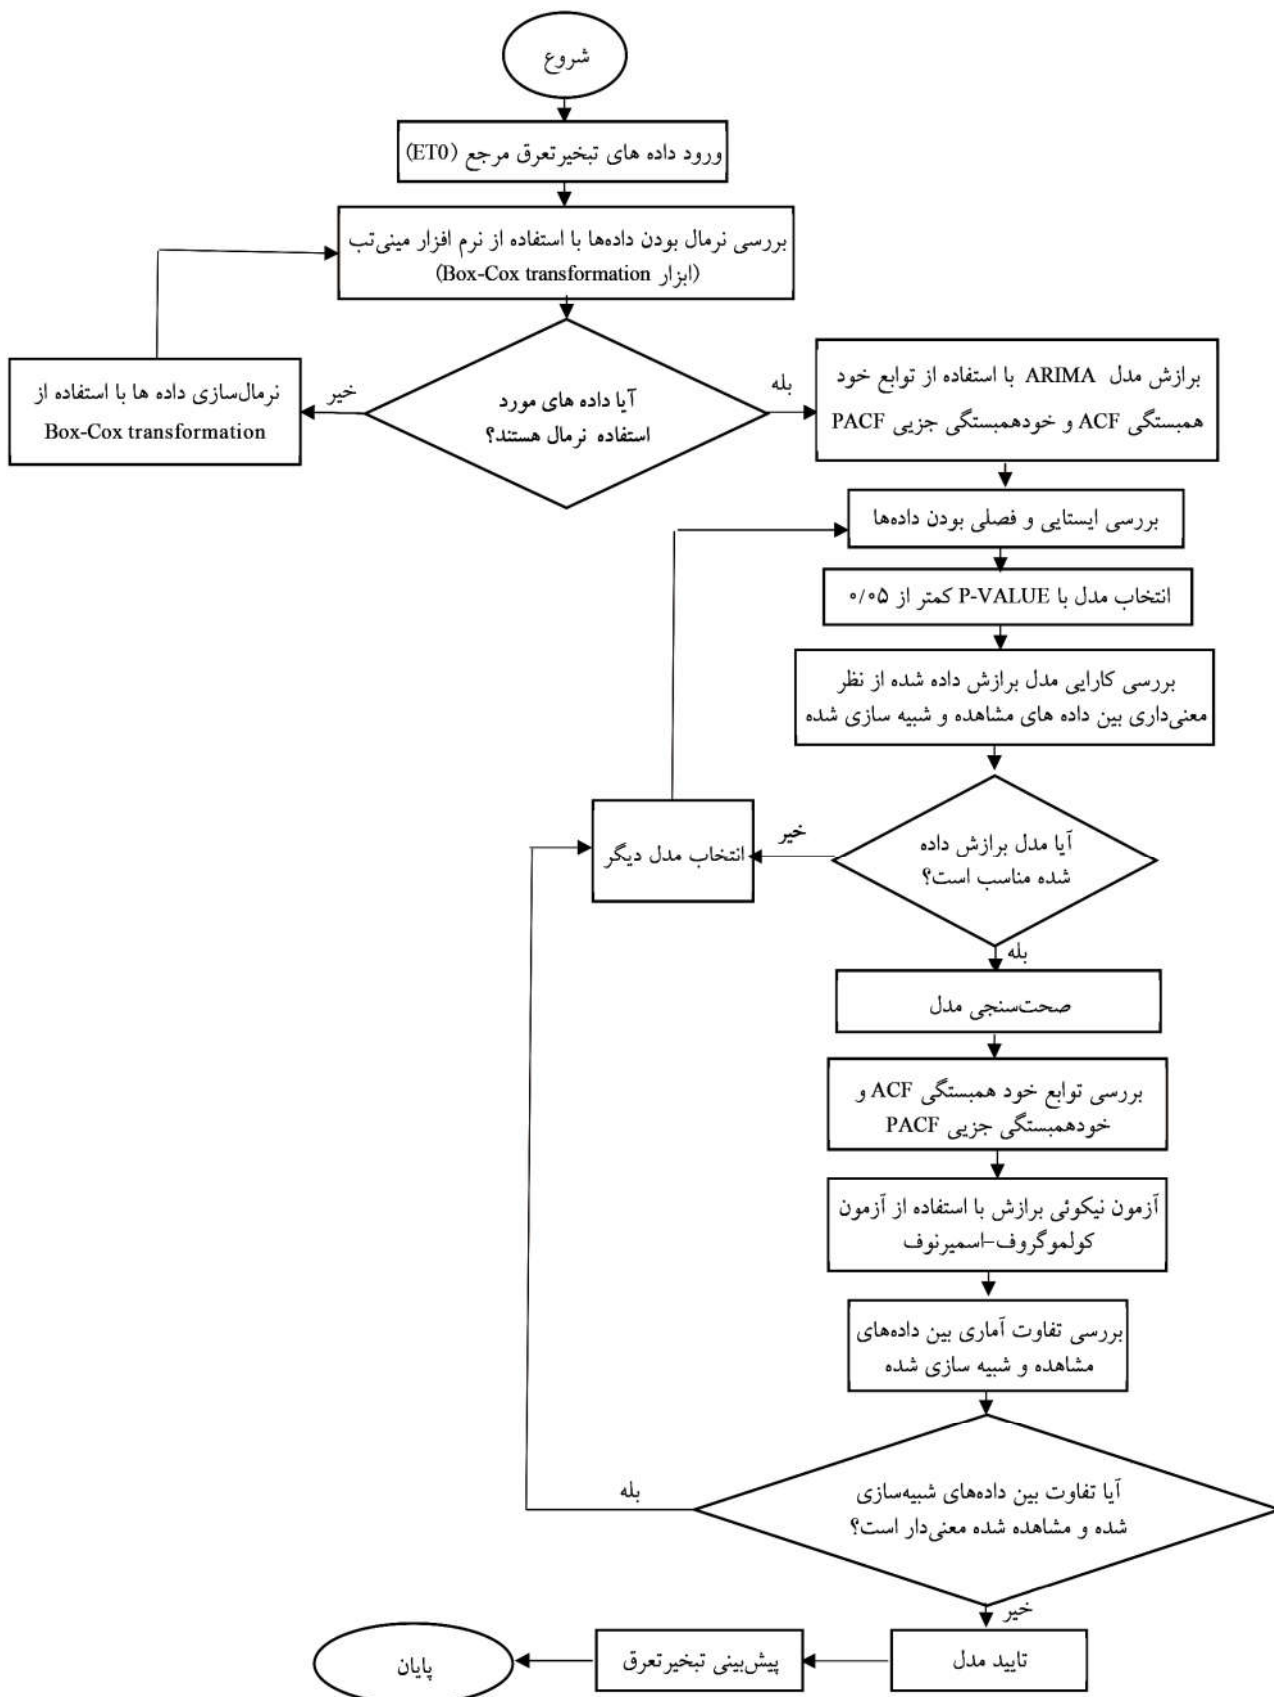 شروع
ورود داده های تبخیرتعرق مرجع (ET0)
بررسی نرمال بودن داده‌ها با استفاده از نرم افزار مینی‌تب
(ابزار Box-Cox transformation)
آیا داده های مورد
استفاده نرمال هستند؟
خیر
نرمال‌سازی داده ها با استفاده از
Box-Cox transformation
بله
برازش مدل ARIMA با استفاده از توابع خود
همبستگی ACF و خودهمبستگی جزیی PACF
بررسی ایستایی و فصلی بودن داده‌ها
انتخاب مدل با P-VALUE کمتر از ۰/۰۵
بررسی کارایی مدل برازش داده شده از نظر
معنی‌داری بین داده های مشاهده و شبیه سازی شده
آیا مدل برازش داده
شده مناسب است؟
خیر
انتخاب مدل دیگر
بله
صحت‌سنجی مدل
بررسی توابع خود همبستگی ACF و
خودهمبستگی جزیی PACF
آزمون نیکوئی برازش با استفاده از آزمون
کولموگروف–اسمیرنوف
بررسی تفاوت آماری بین داده‌های
مشاهده و شبیه سازی شده
آیا تفاوت بین داده‌های شبیه‌سازی
شده و مشاهده شده معنی‌دار است؟
بله
خیر
تایید مدل
پیش‌بینی تبخیرتعرق
پایان